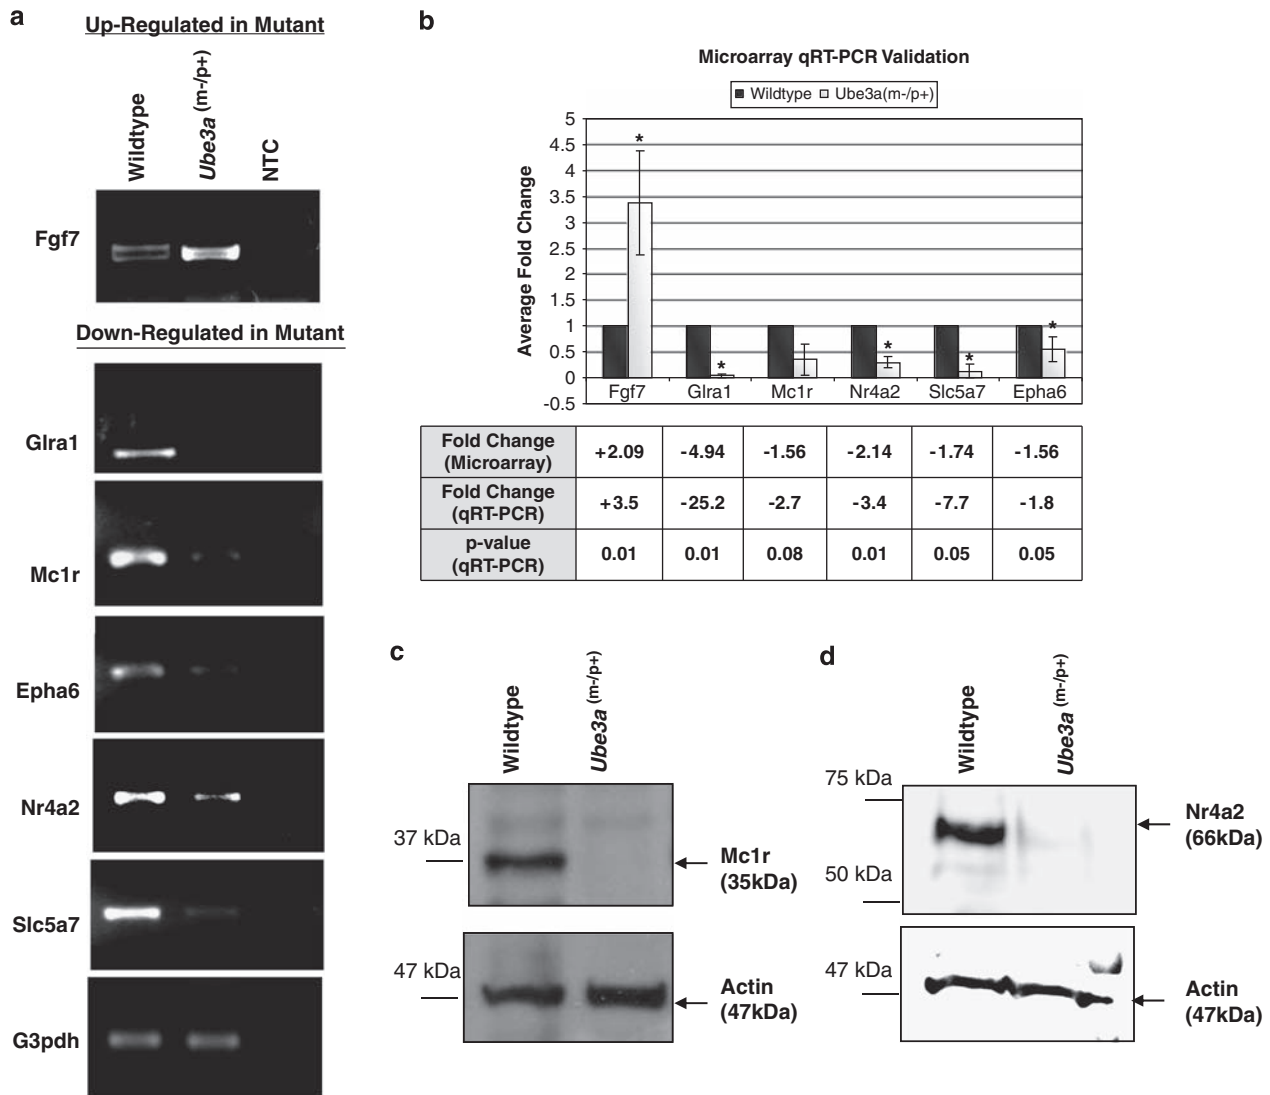 a
Up-Regulated in Mutant
Wildtype
Ube3a (m-/p+)
NTC
Fgf7
Down-Regulated in Mutant
Glra1
Mc1r
Epha6
Nr4a2
Slc5a7
G3pdh
b
Microarray qRT-PCR Validation
Wildtype Ube3a(m-/p+)
Average Fold Change
5
4.5
4
3.5
3
2.5
2
1.5
1
0.5
0
-0.5
* * * * *
Fgf7 Glra1 Mc1r Nr4a2 Slc5a7 Epha6
Fold Change
(Microarray) +2.09 -4.94 -1.56 -2.14 -1.74 -1.56
Fold Change
(qRT-PCR) +3.5 -25.2 -2.7 -3.4 -7.7 -1.8
p-value
(qRT-PCR) 0.01 0.01 0.08 0.01 0.05 0.05
c
Wildtype
Ube3a (m-/p+)
37 kDa
Mc1r
(35kDa)
47 kDa
Actin
(47kDa)
d
Wildtype
Ube3a (m-/p+)
75 kDa
Nr4a2
(66kDa)
50 kDa
47 kDa
Actin
(47kDa)